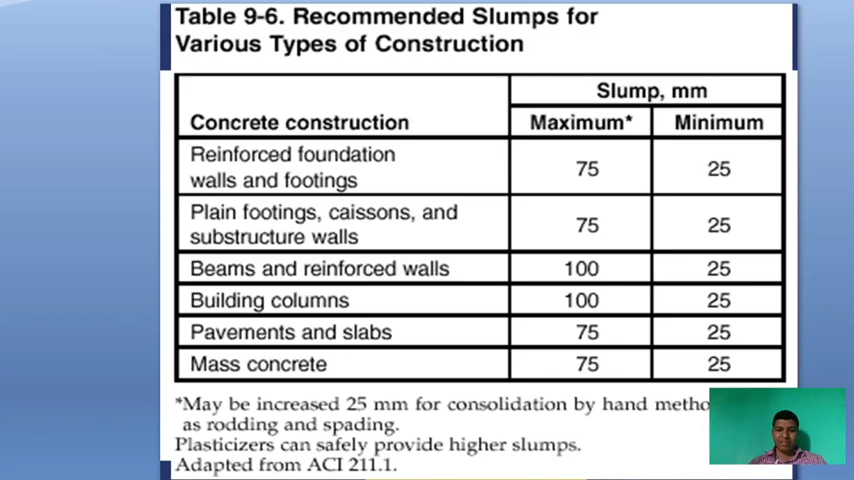 Table 9-6. Recommended Slumps for
Various Types of Construction
Slump, mm
Concrete construction Maximum* Minimum
Reinforced foundation
walls and footings 75 25
Plain footings, caissons, and
substructure walls 75 25
Beams and reinforced walls 100 25
Building columns 100 25
Pavements and slabs 75 25
Mass concrete 75 25
*May be increased 25 mm for consolidation by hand
as rodding and spading.
Plasticizers can safely provide higher slumps.
Adapted from ACI 211.1.